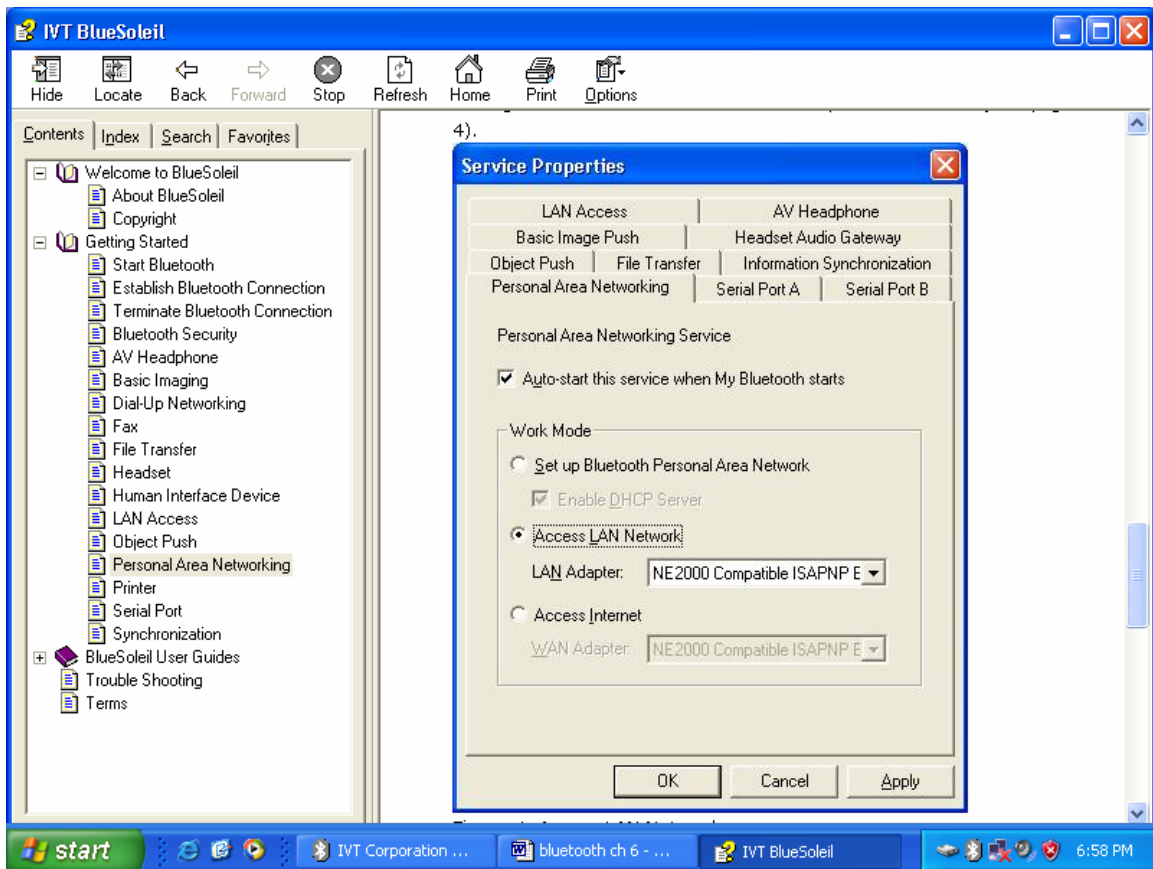 IVT BlueSoleil
Hide Locate Back Forward Stop Refresh Home Print Options
Contents Index Search Favorites
Welcome to BlueSoleil
About BlueSoleil
Copyright
Getting Started
Start Bluetooth
Establish Bluetooth Connection
Terminate Bluetooth Connection
Bluetooth Security
AV Headphone
Basic Imaging
Dial-Up Networking
Fax
File Transfer
Headset
Human Interface Device
LAN Access
Object Push
Personal Area Networking
Printer
Serial Port
Synchronization
BlueSoleil User Guides
Trouble Shooting
Terms
4).
Service Properties
LAN Access AV Headphone
Basic Image Push Headset Audio Gateway
Object Push File Transfer Information Synchronization
Personal Area Networking Serial Port A Serial Port B
Personal Area Networking Service
Auto-start this service when My Bluetooth starts
Work Mode
Set up Bluetooth Personal Area Network
Enable DHCP Server
Access LAN Network
LAN Adapter: NE2000 Compatible ISAPNP E
Access Internet
WAN Adapter: NE2000 Compatible ISAPNP E
OK Cancel Apply
start IVT Corporation ... bluetooth ch 6 - ... IVT BlueSoleil 6:58 PM